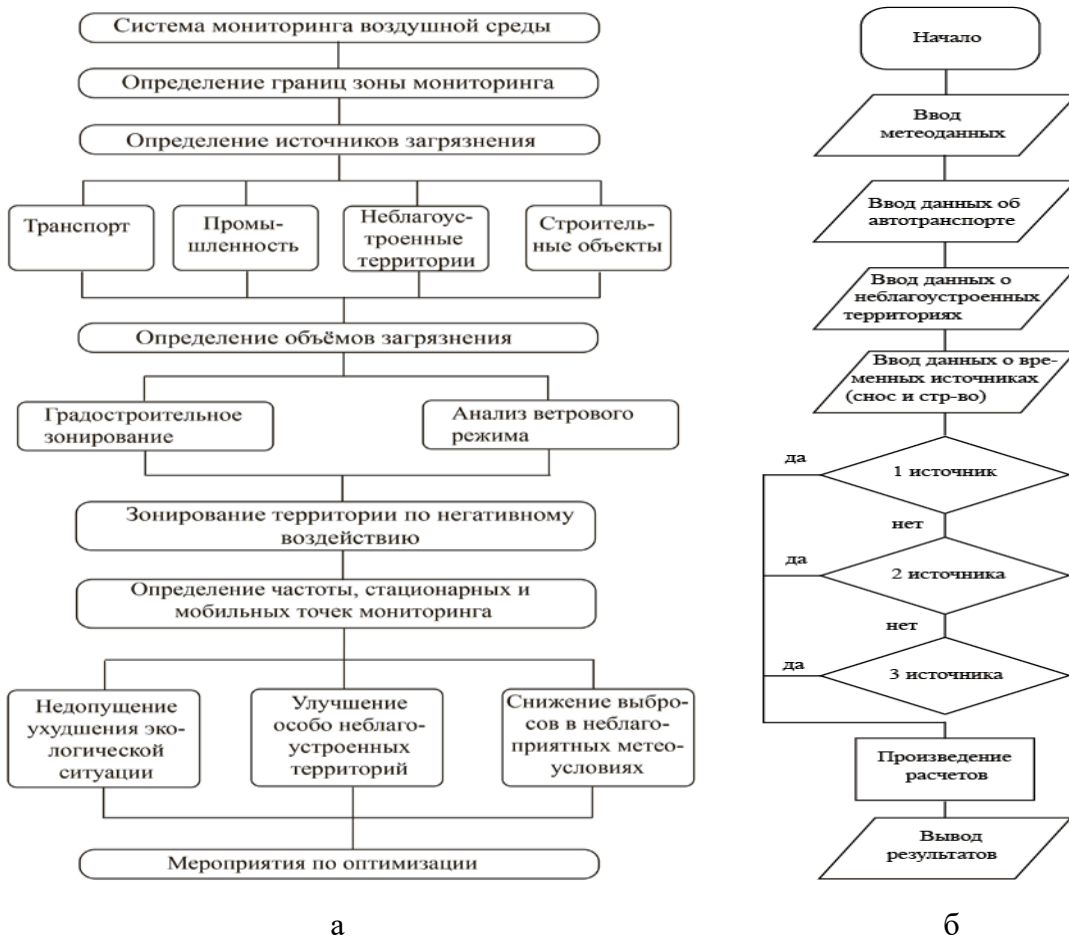 Система мониторинга воздушной среды
Определение границ зоны мониторинга
Определение источников загрязнения
Транспорт
Промы-
шленность
Неблагоус-
троенные
территории
Строитель-
ные объекты
Определение объёмов загрязнения
Градостроительное
зонирование
Анализ ветрового
режима
Зонирование территории по негативному
воздействию
Определение частоты, стационарных и
мобильных точек мониторинга
Недопущение
ухудшения эко-
логической
ситуации
Улучшение
особо неблаго-
устроенных
территорий
Снижение выбро-
сов в неблаго-
приятных метео-
условиях
Мероприятия по оптимизации
а
Начало
Ввод
метеоданных
Ввод данных об
автотранспорте
Ввод данных о
неблагоустроенных
территориях
Ввод данных о вре-
менных источниках
(снос и стр-во)
да
1 источник
нет
да
2 источника
нет
да
3 источника
Произведение
расчетов
Вывод
результатов
б